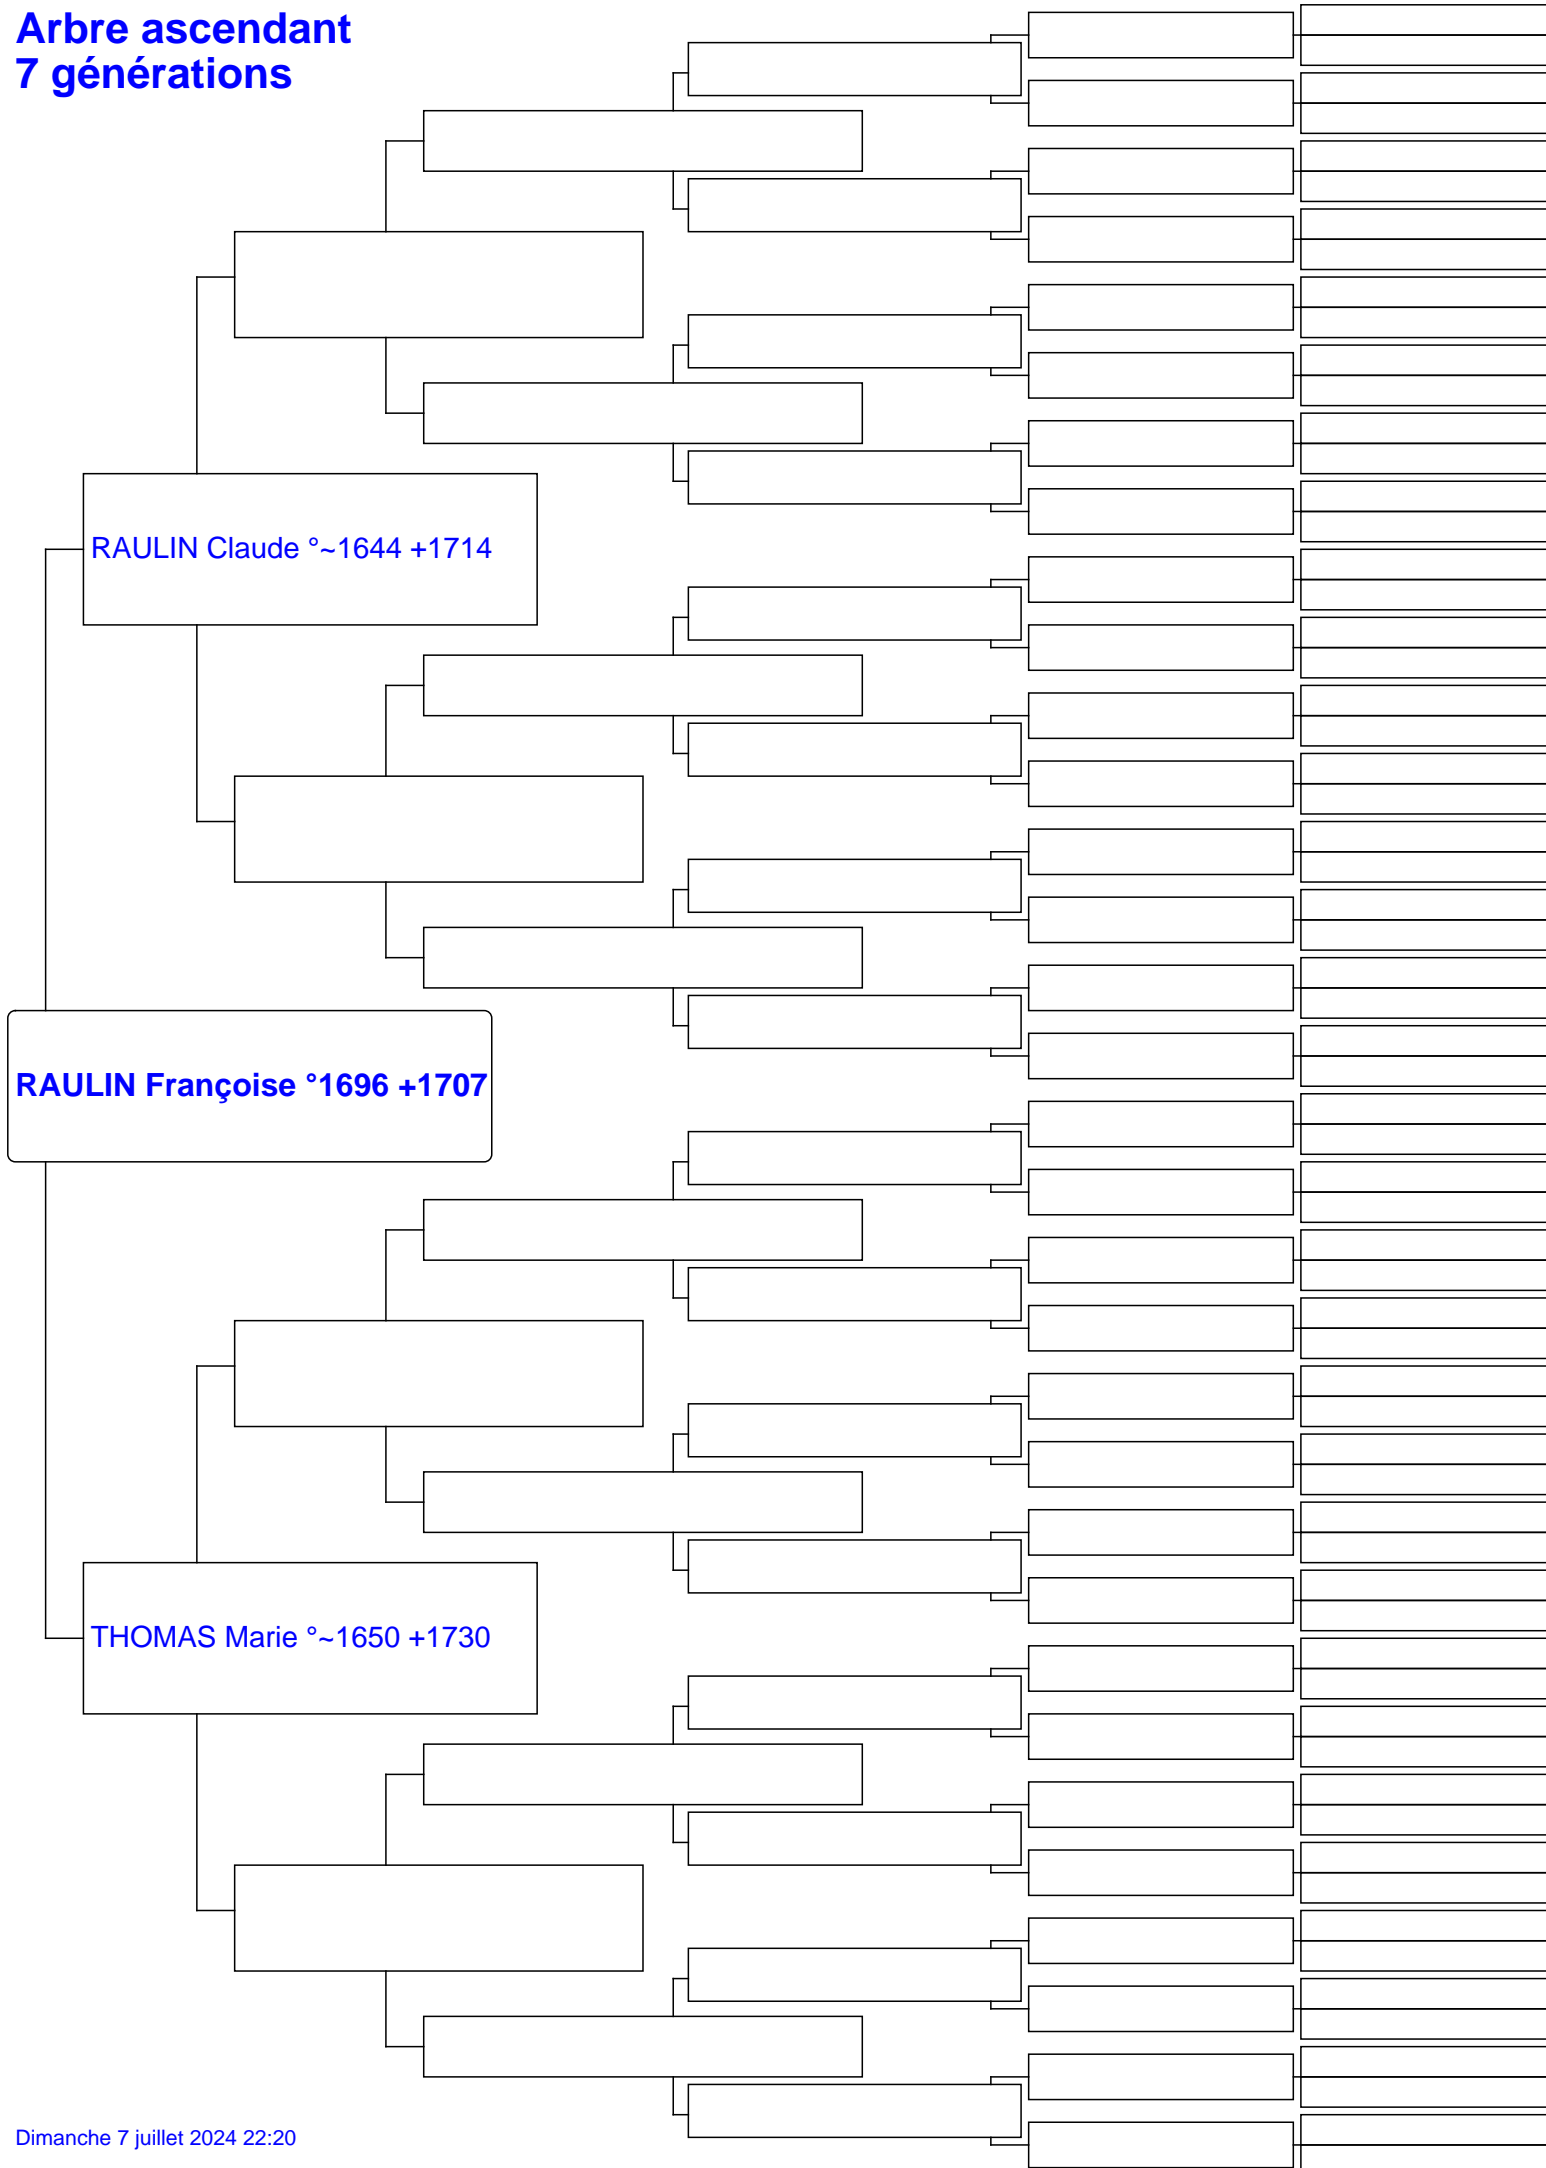 Arbre ascendant
7 générations
RAULIN Claude °~1644 +1714
RAULIN Françoise °1696 +1707
THOMAS Marie °~1650 +1730
Dimanche 7 juillet 2024 22:20